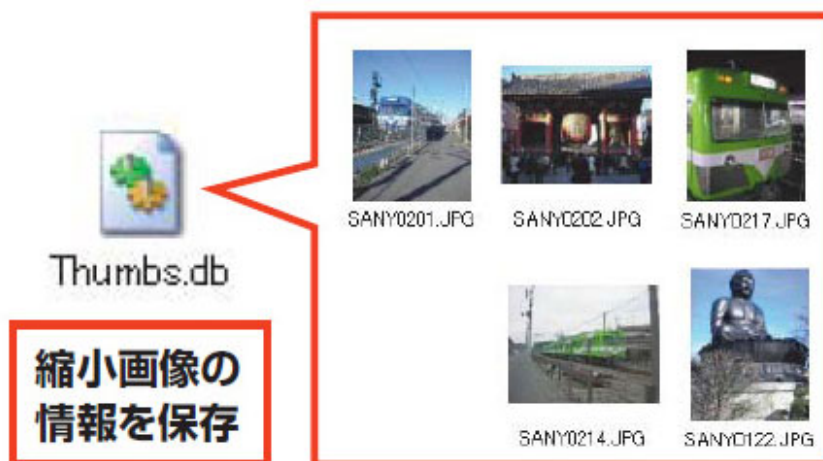 SANY0201.JPG
SANY0202.JPG
SANY0217.JPG
Thumbs.db
縮小画像の
情報を保存
SANY0214.JPG
SANY0122.JPG